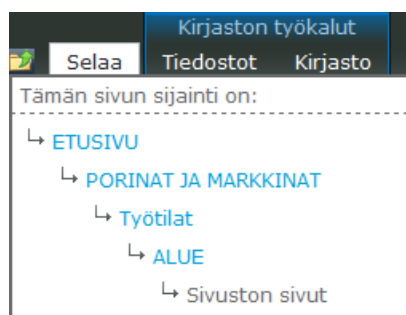 Kirjaston työkalut
Selaa Tiedostot Kirjasto
Tämän sivun sijainti on:
ETUSIVU
PORINAT JA MARKKINAT
Työtilat
ALUE
Sivuston sivut